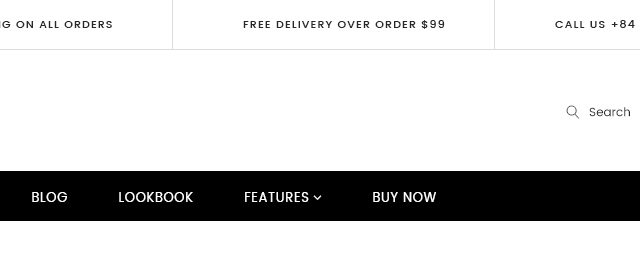 ON ALL ORDERS
FREE DELIVERY OVER ORDER $99
CALL US +84
Search
BLOG
LOOKBOOK
FEATURES
BUY NOW